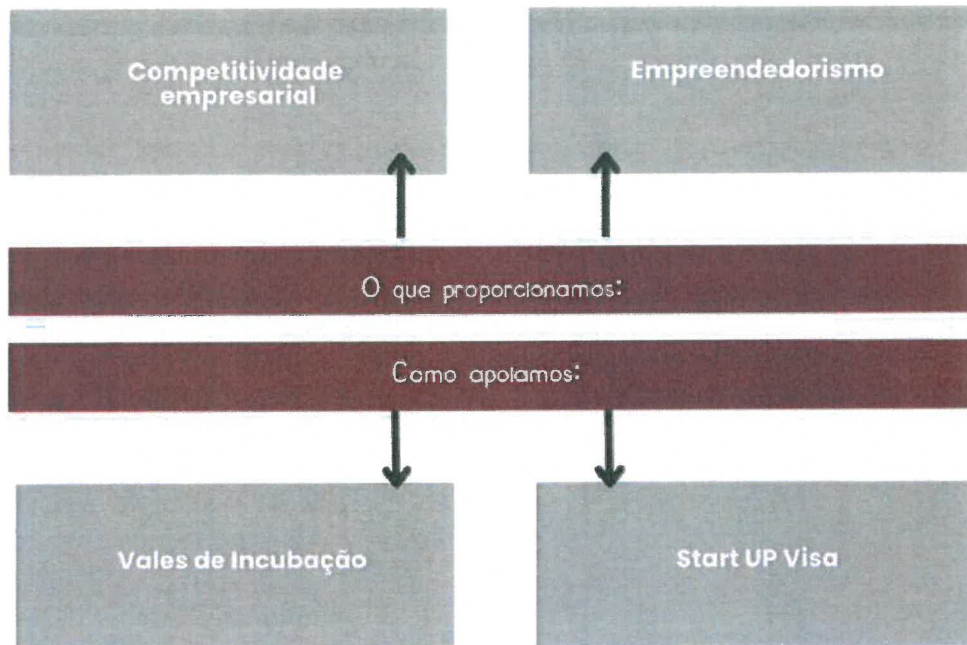 Competitividade
empresarial
Empreendedorismo
O que proporcionamos:
Como apoiamos:
Vales de Incubação
Start UP Visa